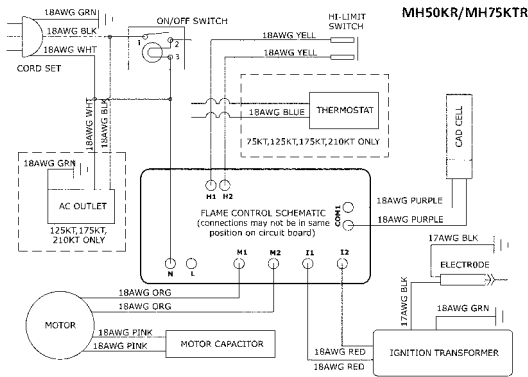 MH50KR/MH75KTR
18AWG GRN
18AWG BLK
18AWG WHT
CORD SET
ON/OFF SWITCH
1
2
3
HI-LIMIT
SWITCH
18AWG YELL
18AWG YELL
THERMOSTAT
18AWG BLUE
75KT,125KT,175KT,210KT ONLY
CAD CELL
18AWG WHT
18AWG BLK
18AWG GRN
AC OUTLET
125KT,175KT,
210KT ONLY
H1
H2
FLAME CONTROL SCHEMATIC
(connections may not be in same
position on circuit board)
COM1
18AWG PURPLE
18AWG PURPLE
N
L
M1
M2
I1
I2
17AWG BLK
ELECTRODE
17AWG BLK
18AWG GRN
18AWG ORG
18AWG ORG
MOTOR
18AWG PINK
18AWG PINK
MOTOR CAPACITOR
18AWG RED
18AWG RED
IGNITION TRANSFORMER